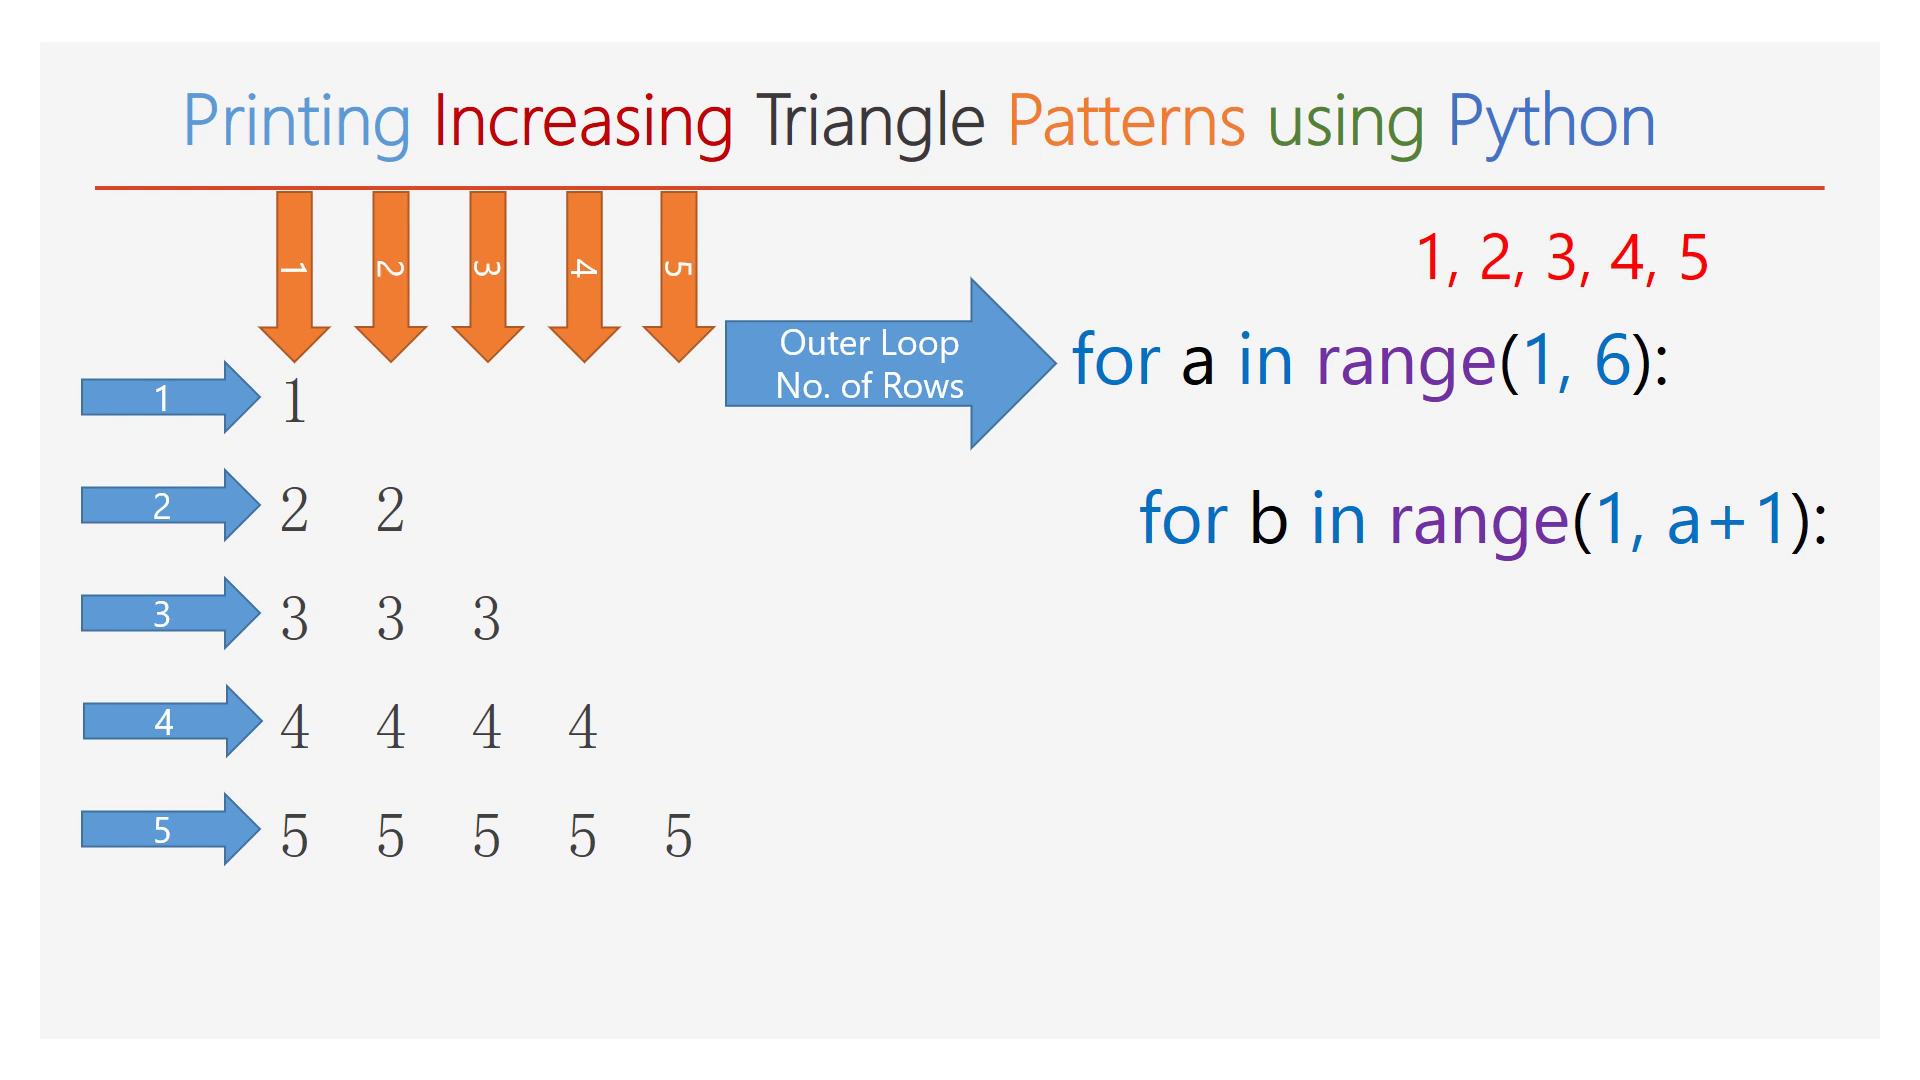 Printing Increasing Triangle Patterns using Python
1 2 3 4 5
1, 2, 3, 4, 5
Outer Loop
No. of Rows
for a in range(1, 6):
for b in range(1, a+1):
1 1
2 2 2
3 3 3 3
4 4 4 4 4
5 5 5 5 5 5